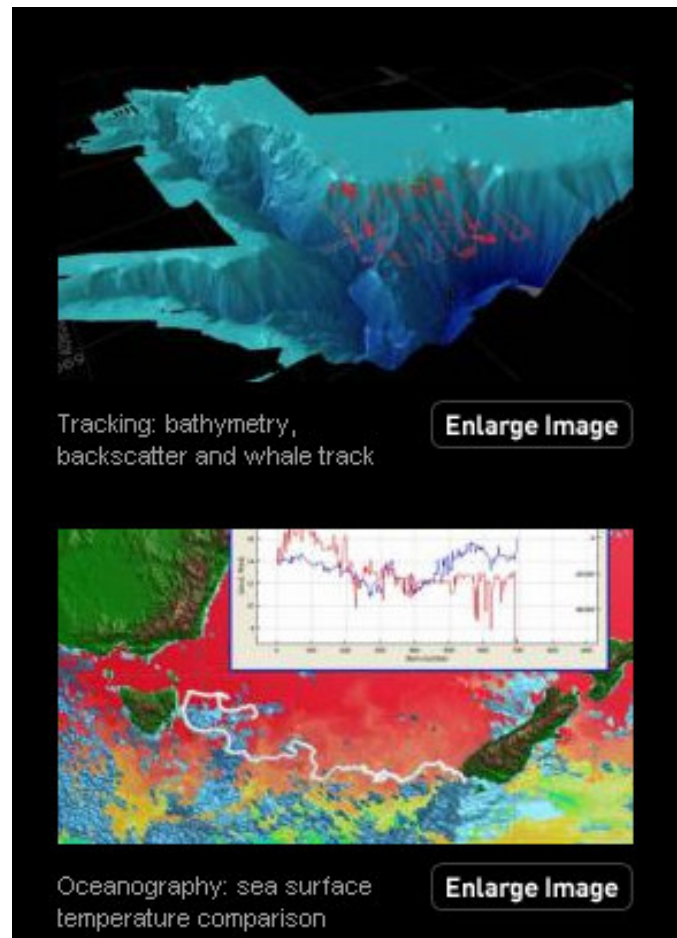 Tracking: bathymetry,
backscatter and whale track
Enlarge Image
Oceanography: sea surface
temperature comparison
Enlarge Image